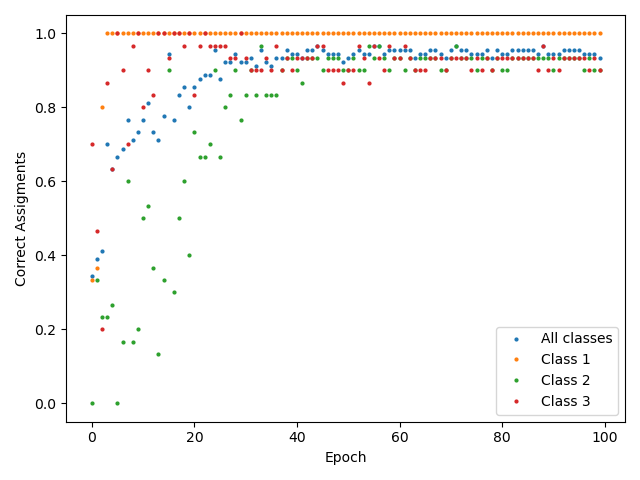 1.0
0.8
0.6
0.4
0.2
0.0
Correct Assigments
0 20 40 60 80 100
Epoch
All classes
Class 1
Class 2
Class 3